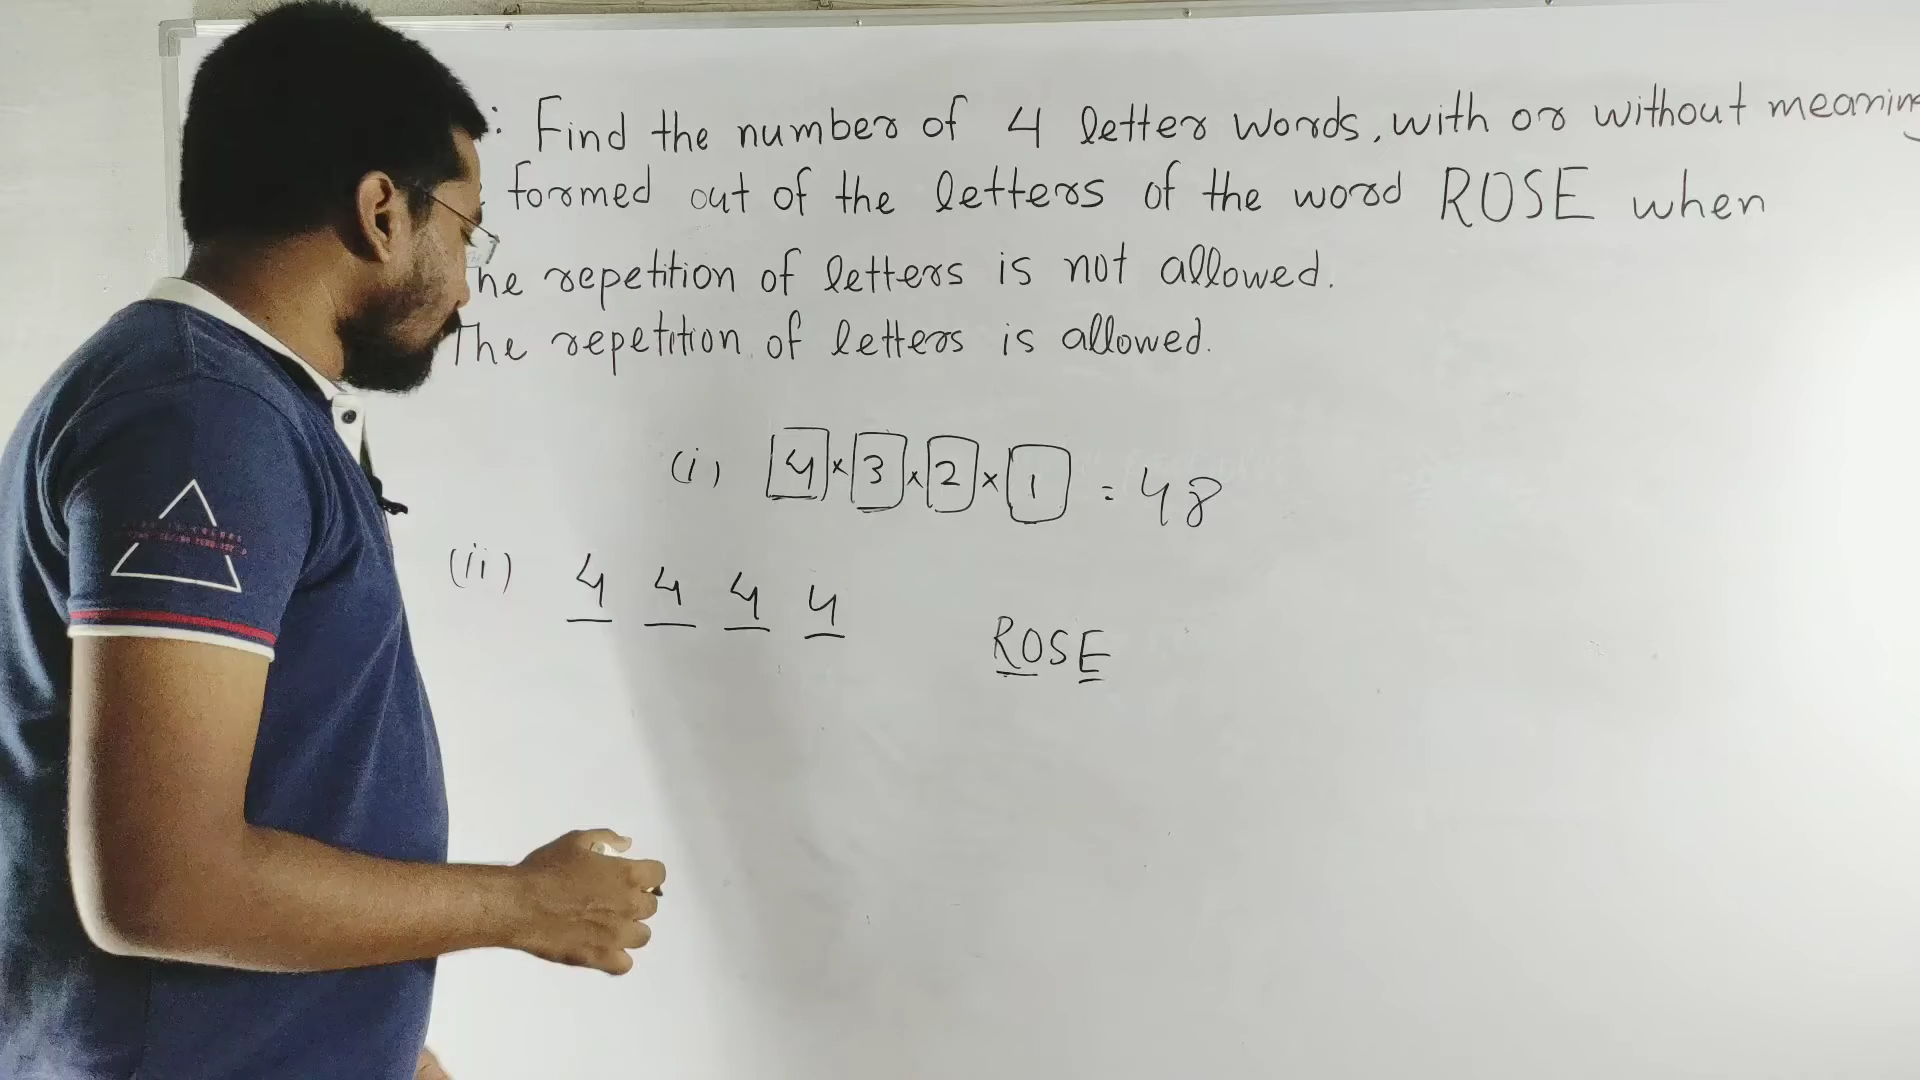 : Find the number of 4 letter words, with or without meaning
formed out of the letters of the word ROSE when
he repetition of letters is not allowed.
The repetition of letters is allowed.
(i) 4 × 3 × 2 × 1 = 48
(ii) 4 4 4 4
ROSE